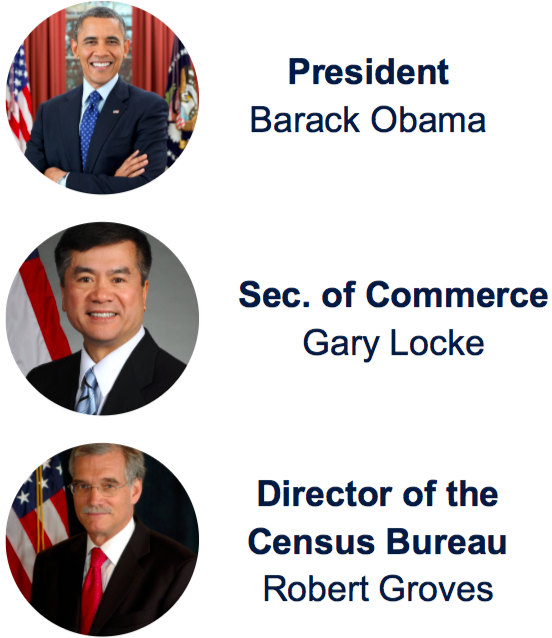 President
Barack Obama
Sec. of Commerce
Gary Locke
Director of the
Census Bureau
Robert Groves